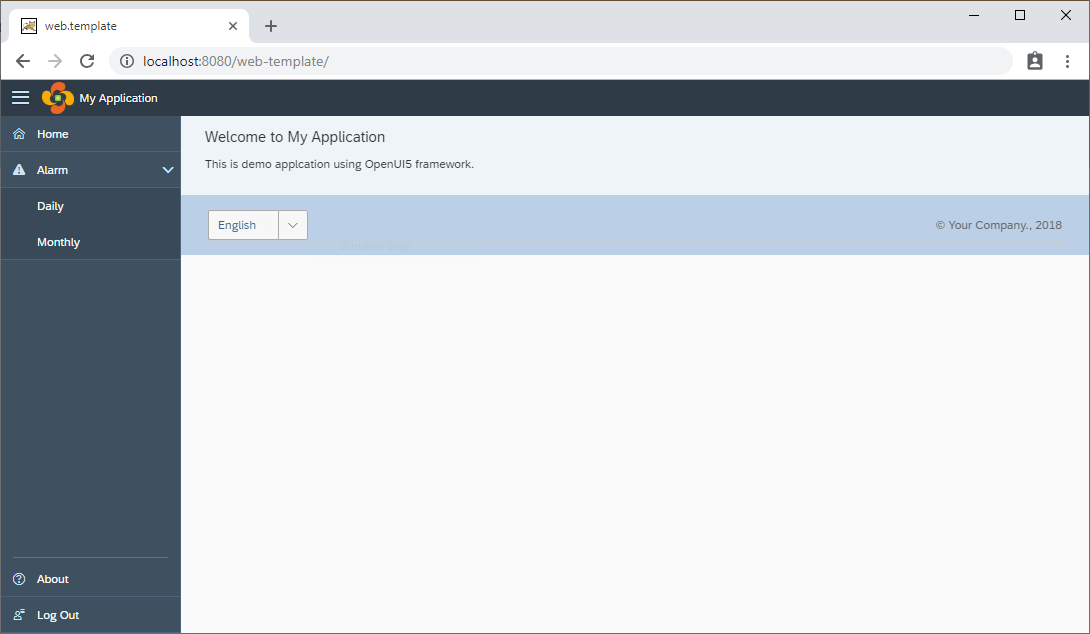 web.template
localhost:8080/web-template/
My Application
Home
Alarm
Daily
Monthly
About
Log Out
Welcome to My Application
This is demo applcation using OpenUI5 framework.
English
© Your Company., 2018